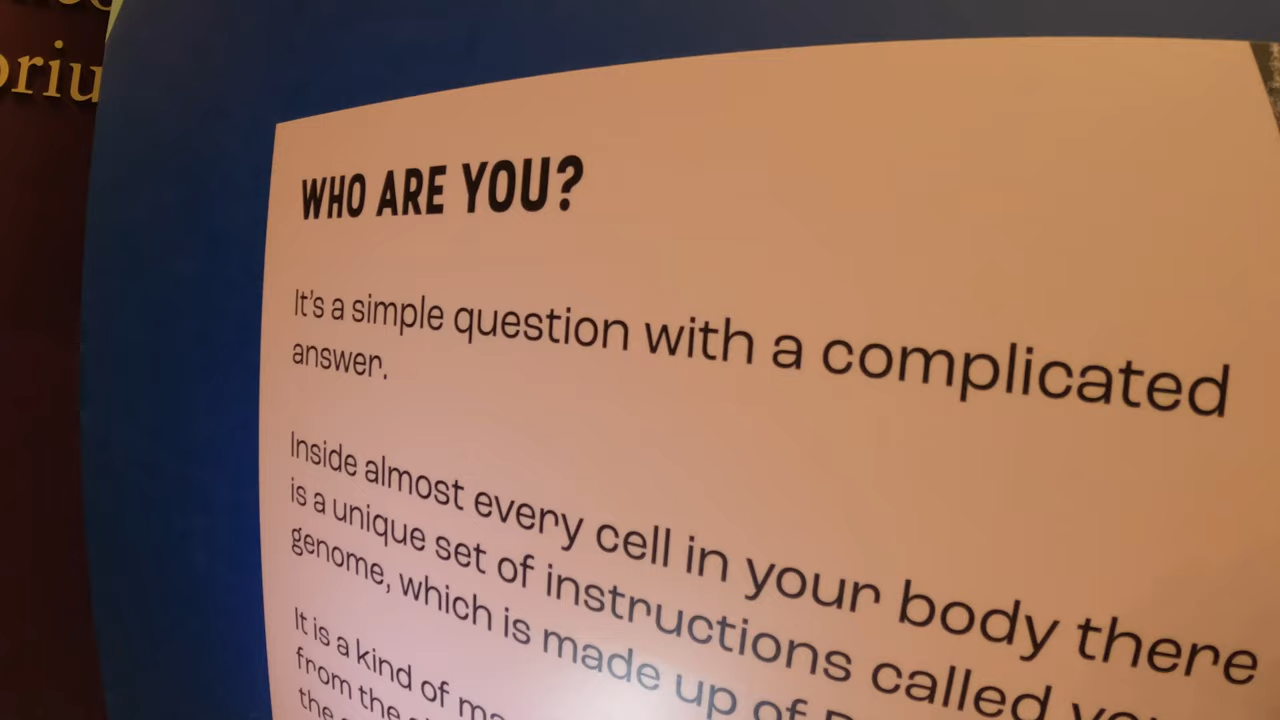 WHO ARE YOU?
It's a simple question with a complicated
answer.
Inside almost every cell in your body there
is a unique set of instructions called
genome, which is made up of
It is a kind of
from the
the